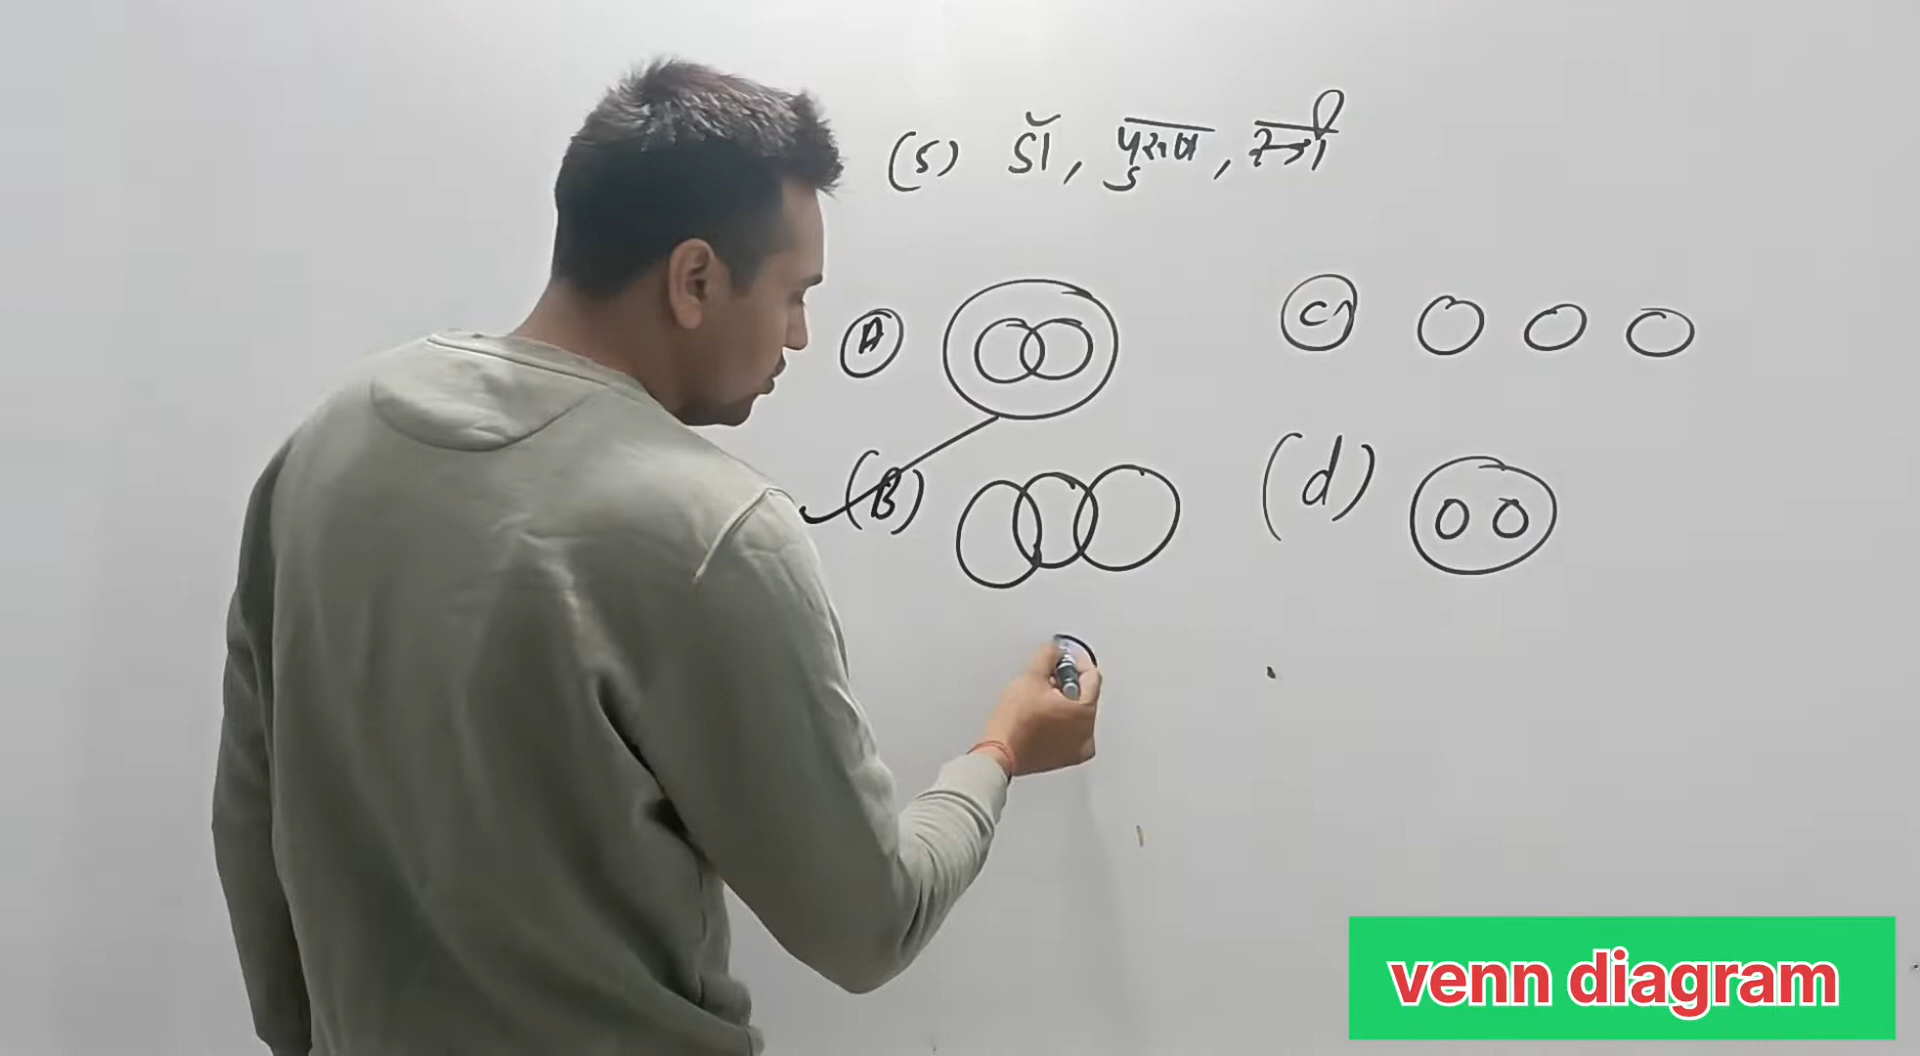 (5) डॉ, पुरूष, स्त्री
A
C
(B)
(d)
venn diagram